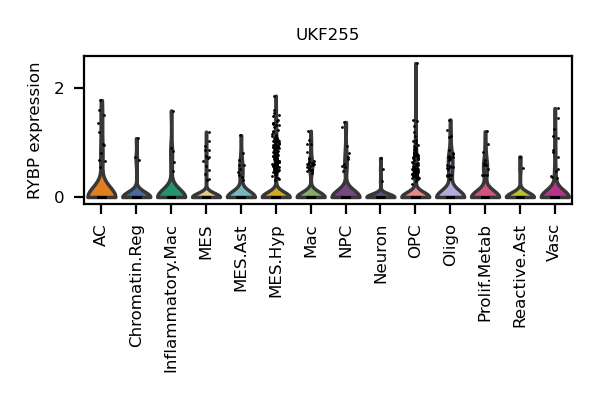 UKF255
RYBP expression
2
0
AC
Chromatin.Reg
Inflammatory.Mac
MES
MES.Ast
MES.Hyp
Mac
NPC
Neuron
OPC
Oligo
Prolif.Metab
Reactive.Ast
Vasc